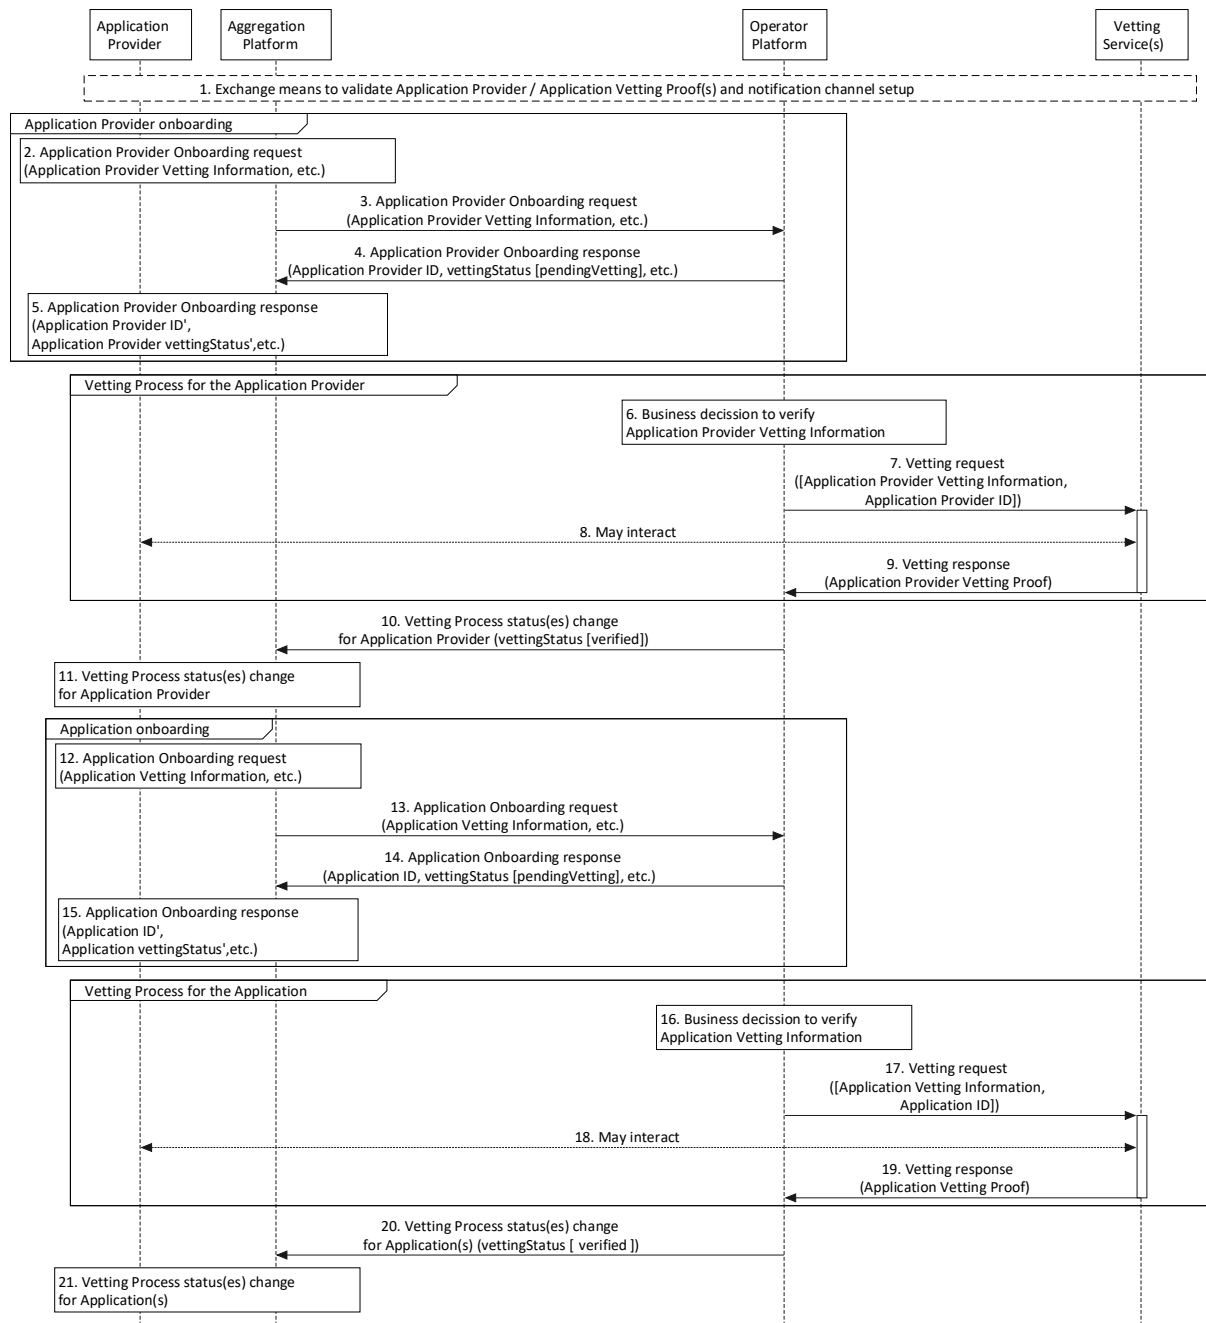 Application
Provider
Aggregation
Platform
Operator
Platform
Vetting
Service(s)
1. Exchange means to validate Application Provider / Application Vetting Proof(s) and notification channel setup
Application Provider onboarding
2. Application Provider Onboarding request
(Application Provider Vetting Information, etc.)
3. Application Provider Onboarding request
(Application Provider Vetting Information, etc.)
4. Application Provider Onboarding response
(Application Provider ID, vettingStatus [pendingVetting], etc.)
5. Application Provider Onboarding response
(Application Provider ID',
Application Provider vettingStatus',etc.)
Vetting Process for the Application Provider
6. Business decission to verify
Application Provider Vetting Information
7. Vetting request
([Application Provider Vetting Information,
Application Provider ID])
8. May interact
9. Vetting response
(Application Provider Vetting Proof)
10. Vetting Process status(es) change
for Application Provider (vettingStatus [verified])
11. Vetting Process status(es) change
for Application Provider
Application onboarding
12. Application Onboarding request
(Application Vetting Information, etc.)
13. Application Onboarding request
(Application Vetting Information, etc.)
14. Application Onboarding response
(Application ID, vettingStatus [pendingVetting], etc.)
15. Application Onboarding response
(Application ID',
Application vettingStatus',etc.)
Vetting Process for the Application
16. Business decission to verify
Application Vetting Information
17. Vetting request
([Application Vetting Information,
Application ID])
18. May interact
19. Vetting response
(Application Vetting Proof)
20. Vetting Process status(es) change
for Application(s) (vettingStatus [ verified ])
21. Vetting Process status(es) change
for Application(s)